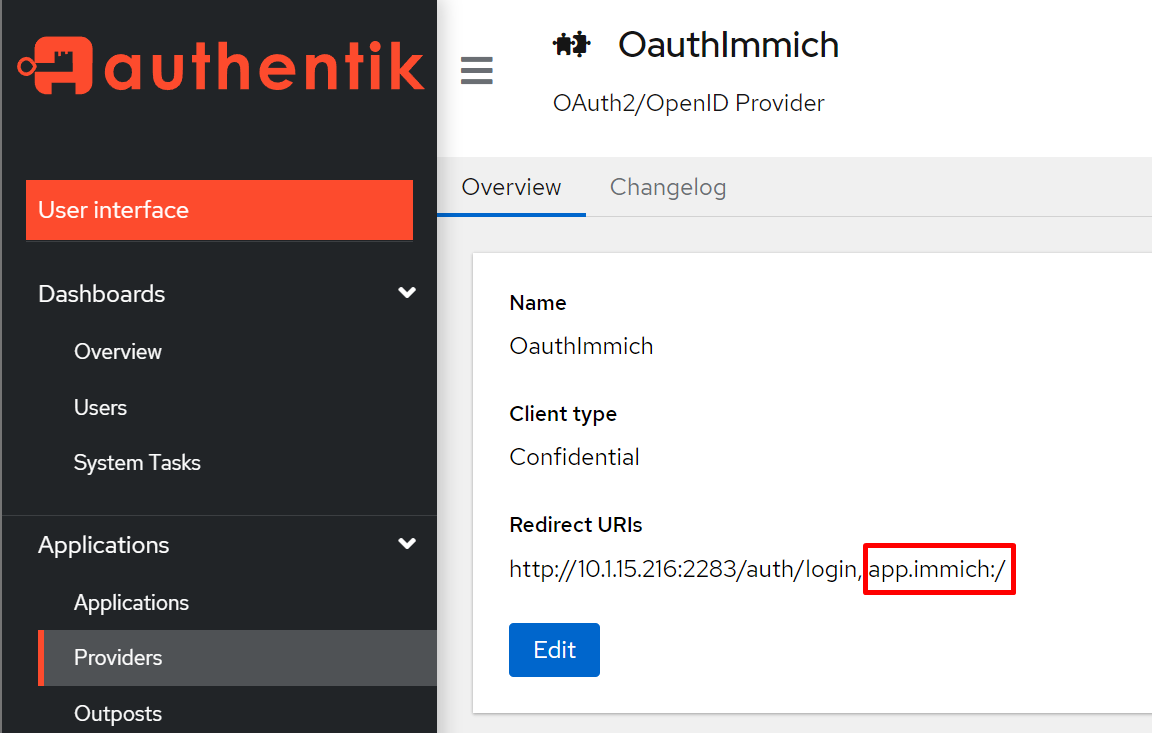 authentik
User interface
Dashboards
Overview
Users
System Tasks
Applications
Applications
Providers
Outposts
OauthImmich
OAuth2/OpenID Provider
Overview
Changelog
Name
OauthImmich
Client type
Confidential
Redirect URIs
http://10.1.15.216:2283/auth/login,app.immich:/
Edit